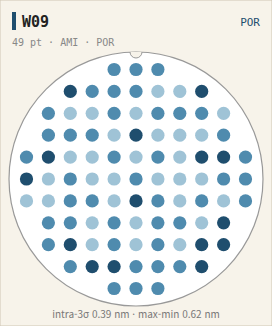 W09 POR
49 pt · AMI · POR
intra-3σ 0.39 nm · max-min 0.62 nm